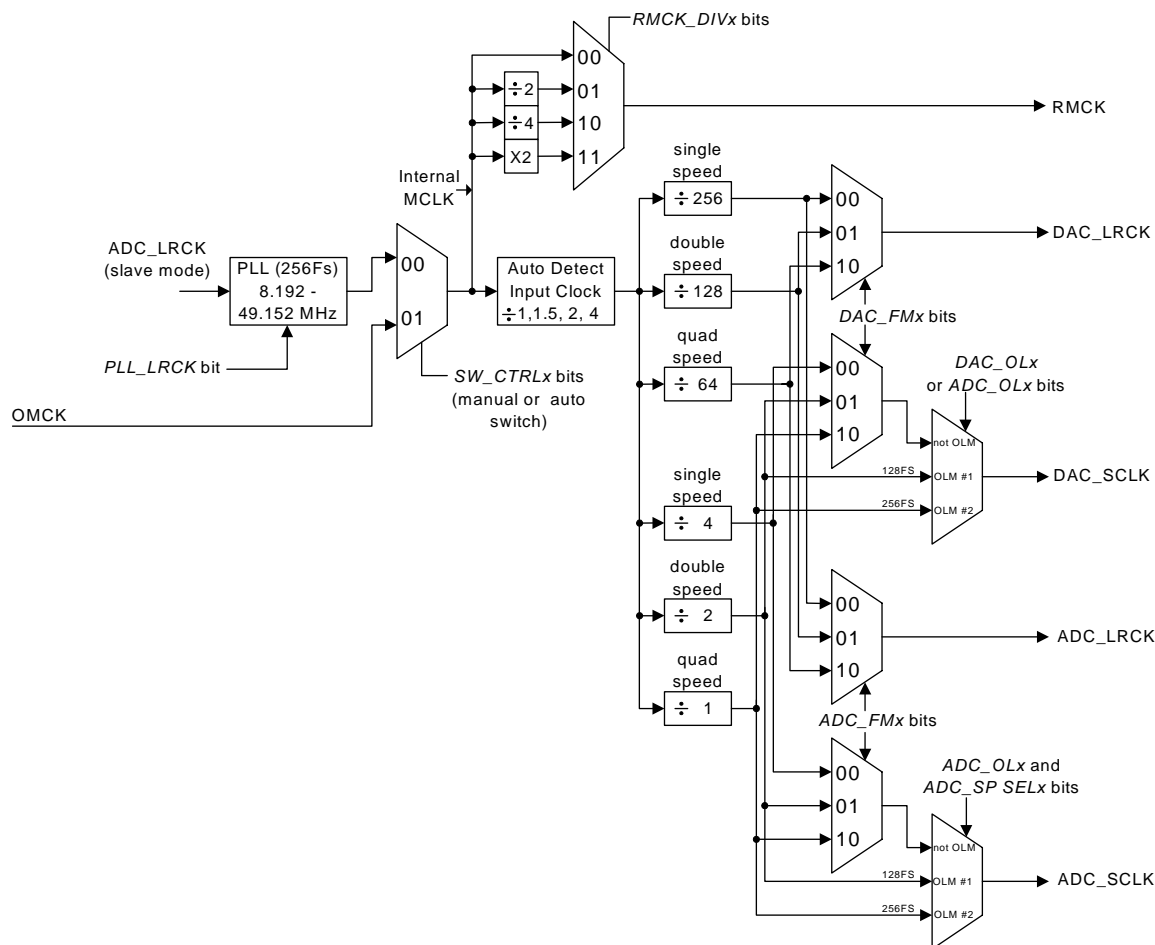 RMCK_DIVx bits
00
÷2
01
RMCK
÷4
10
X2
11
Internal
MCLK
ADC_LRCK
(slave mode)
PLL (256Fs)
8.192 -
49.152 MHz
PLL_LRCK bit
OMCK
00
01
SW_CTRLx bits
(manual or auto
switch)
Auto Detect
Input Clock
÷1,1.5, 2, 4
single
speed
÷ 256
double
speed
÷ 128
quad
speed
÷ 64
single
speed
÷ 4
double
speed
÷ 2
quad
speed
÷ 1
00
01
10
DAC_LRCK
DAC_FMx bits
00
01
10
DAC_OLx
or ADC_OLx bits
not OLM
128FS
OLM #1
256FS
OLM #2
DAC_SCLK
00
01
10
ADC_LRCK
ADC_FMx bits
00
01
10
ADC_OLx and
ADC_SP SELx bits
not OLM
128FS
OLM #1
256FS
OLM #2
ADC_SCLK